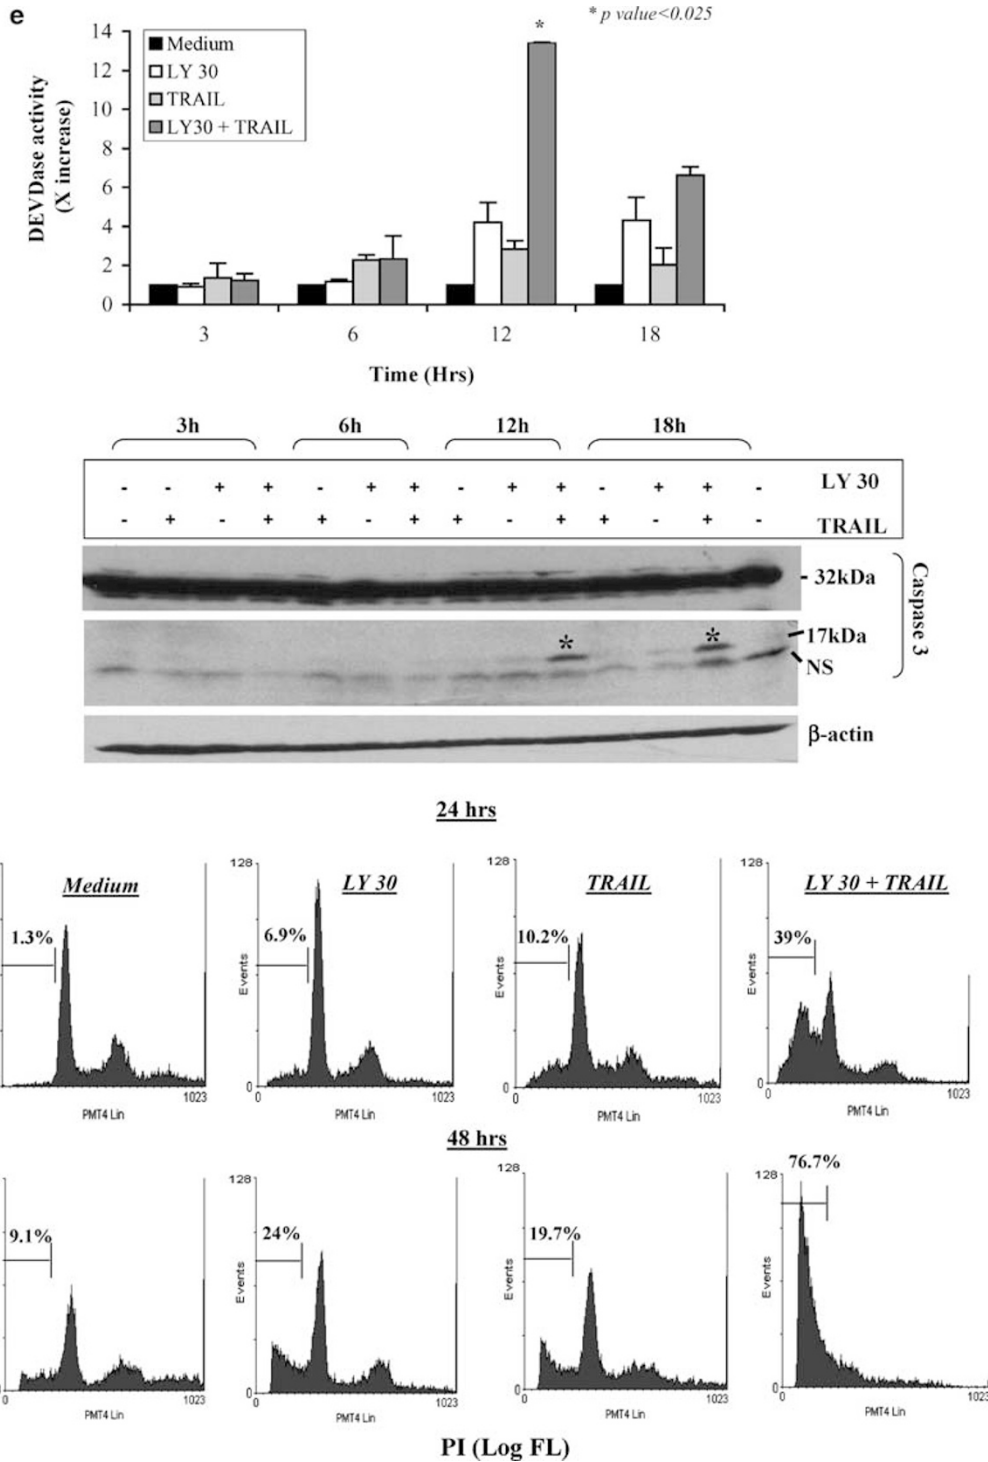 e
* p value<0.025
*
14
12
10
8
6
4
2
0
DEVDase activity
(X increase)
Medium
LY 30
TRAIL
LY30 + TRAIL
3 6 12 18
Time (Hrs)
3h 6h 12h 18h
- - + + - + + - + + - + + - LY 30
- + - + + - + + - + + - + - TRAIL
- 32kDa
* *
17kDa
NS
Caspase 3
β-actin
24 hrs
Medium
1.3%
1023
PMT4 Lin
128
LY 30
6.9%
Events
0
0 1023
PMT4 Lin
128
TRAIL
10.2%
Events
0
0 1023
PMT4 Lin
128
LY 30 + TRAIL
39%
Events
0
0 1023
PMT4 Lin
48 hrs
9.1%
0 1023
PMT4 Lin
128
24%
Events
0
0 1023
PMT4 Lin
128
19.7%
Events
0
0 1023
PMT4 Lin
76.7%
128
Events
0
0 1023
PMT4 Lin
PI (Log FL)